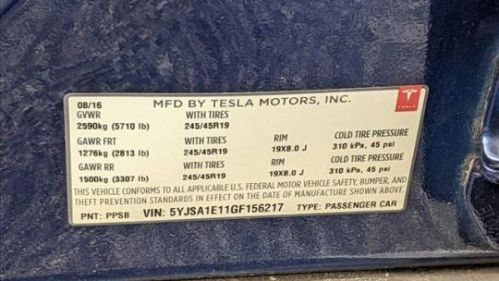 08/16 MFD BY TESLA MOTORS, INC.
GVWR WITH TIRES
2590kg (5710 lb) 245/45R19
GAWR FRT WITH TIRES RIM COLD TIRE PRESSURE
1276kg (2813 lb) 245/45R19 19X8.0 J 310 kPa, 45 psi
GAWR RR WITH TIRES RIM COLD TIRE PRESSURE
1500kg (3307 lb) 245/45R19 19X8.0 J 310 kPa, 45 psi
THIS VEHICLE CONFORMS TO ALL APPLICABLE U.S. FEDERAL MOTOR VEHICLE SAFETY, BUMPER, AND
THEFT PREVENTION STANDARDS IN EFFECT ON THE DATE OF MANUFACTURE SHOWN ABOVE.
PNT: PPSB VIN: 5YJSA1E11GF156217 TYPE: PASSENGER CAR
TESLA